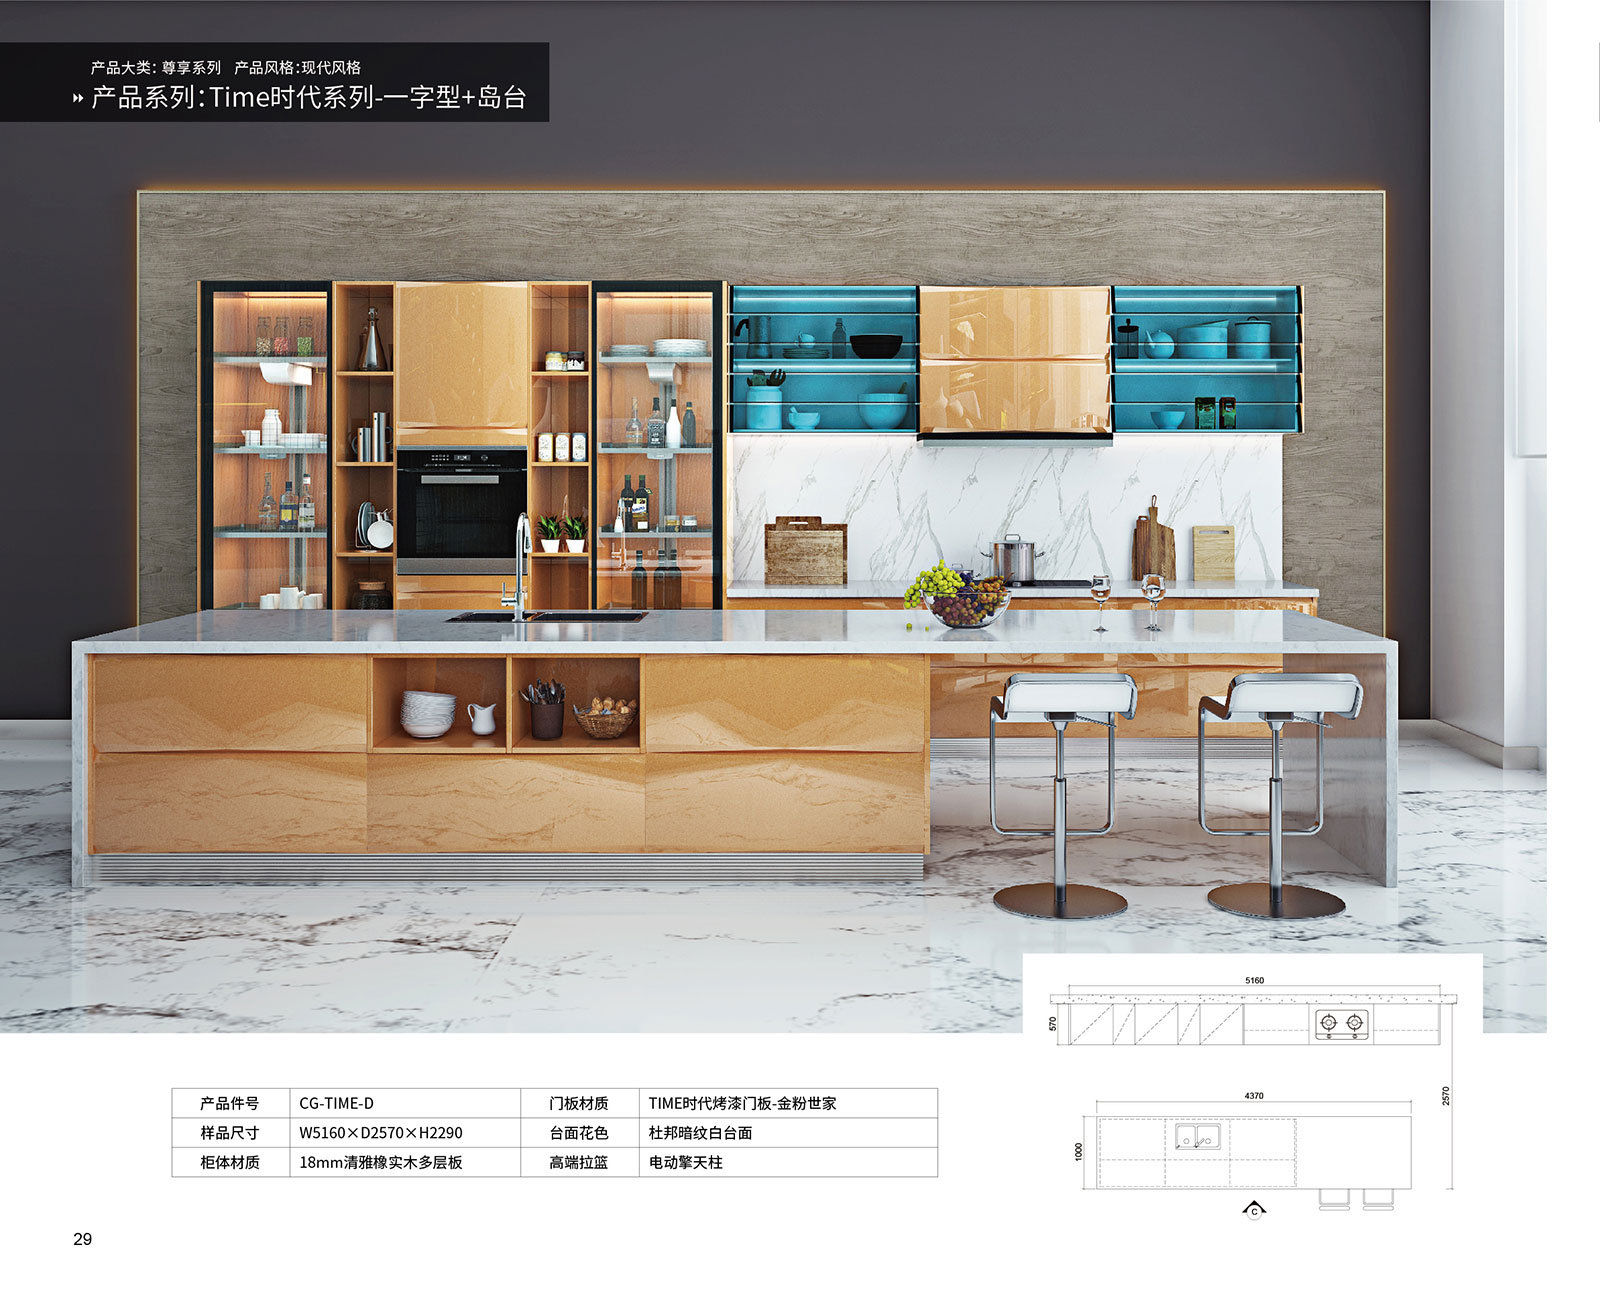 产品大类: 尊享系列 产品风格:现代风格
产品系列:Time时代系列-一字型+岛台
5160
570
2570
4370
1000
C
产品件号 CG-TIME-D 门板材质 TIME时代烤漆门板-金粉世家
样品尺寸 W5160×D2570×H2290 台面花色 杜邦暗纹白台面
柜体材质 18mm清雅橡实木多层板 高端拉篮 电动擎天柱
29